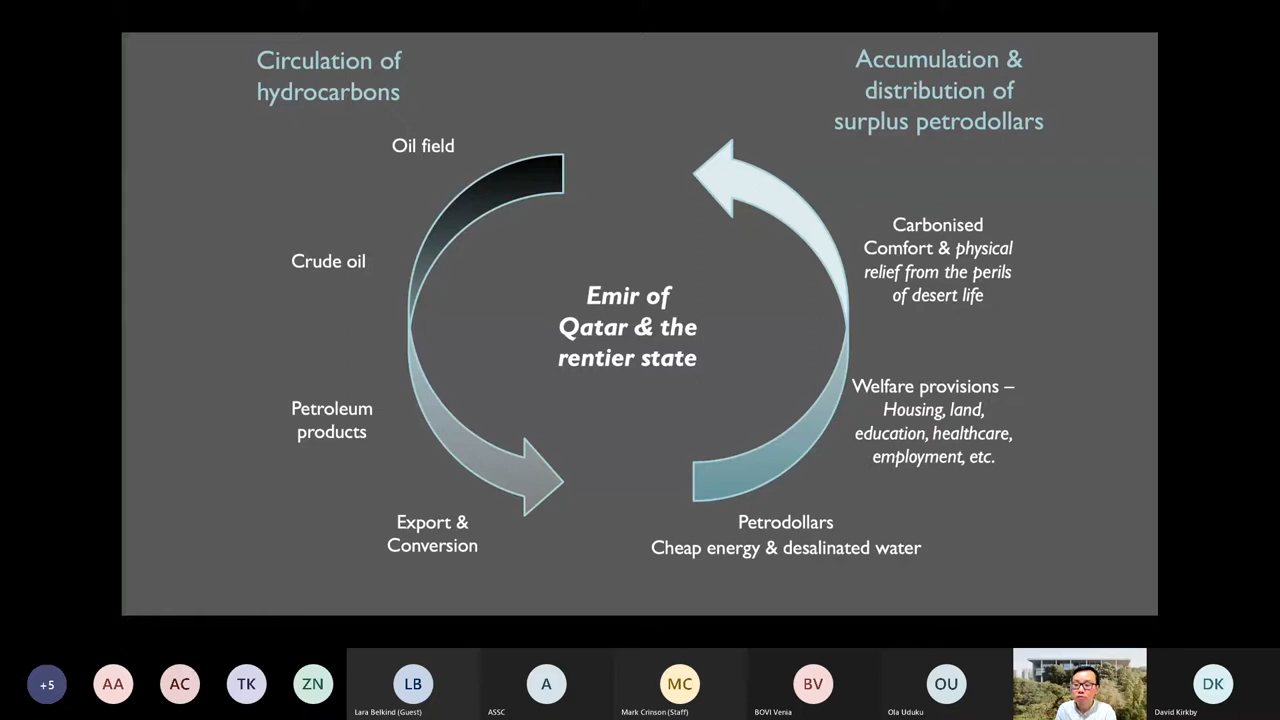 Circulation of
hydrocarbons
Accumulation &
distribution of
surplus petrodollars
Oil field
Crude oil
Petroleum
products
Export &
Conversion
Emir of
Qatar & the
rentier state
Carbonised
Comfort & physical
relief from the perils
of desert life
Welfare provisions –
Housing, land,
education, healthcare,
employment, etc.
Petrodollars
Cheap energy & desalinated water
+5
AA
AC
TK
ZN
LB
Lara Belkind (Guest)
A
ASSC
MC
Mark Crinson (Staff)
BV
BOVI Venia
OU
Ola Uduku
DK
David Kirkby